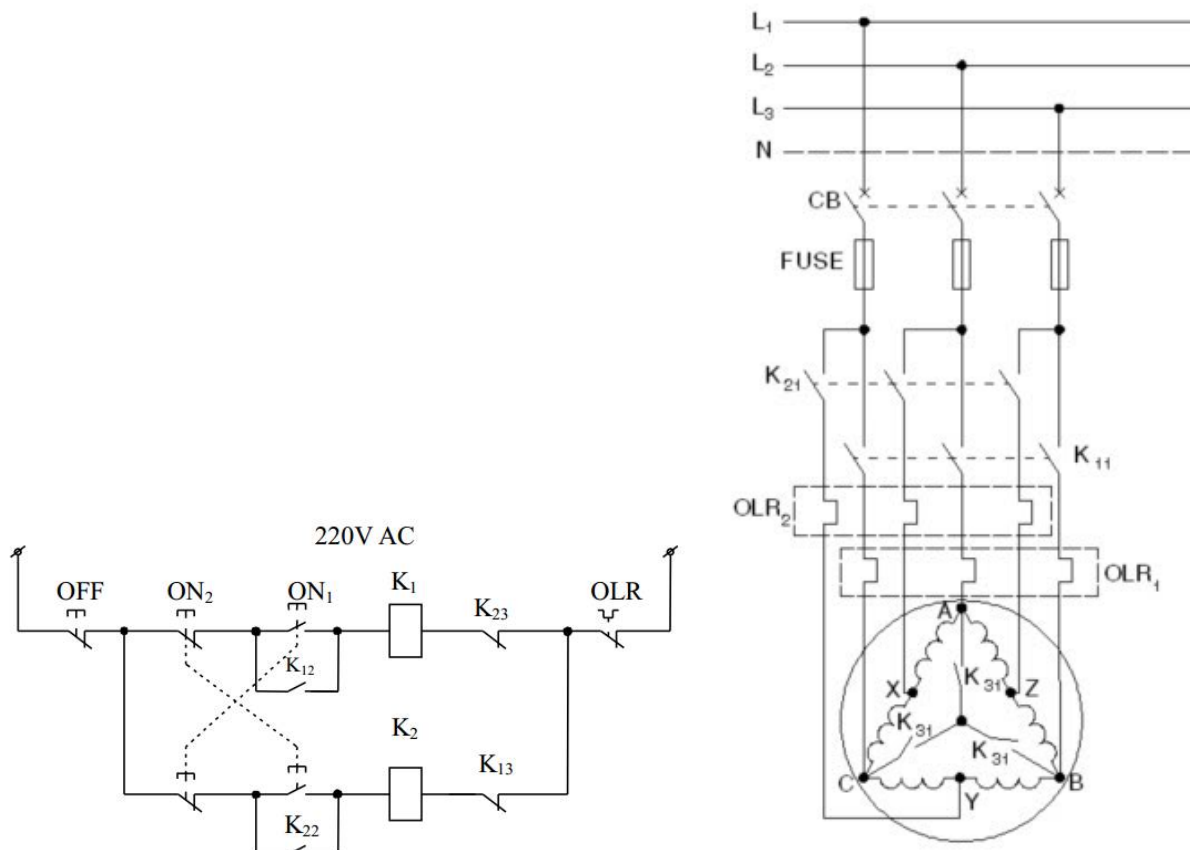 L1
L2
L3
N
CB
FUSE
K21
K11
OLR2
OLR1
A
X
K31
Z
K31
K31
C
Y
B
220V AC
OFF
ON2
ON1
K1
K23
OLR
K12
K2
K13
K22